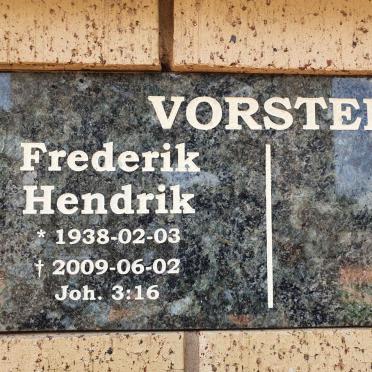 VORSTE
Frederik
Hendrik
* 1938-02-03
† 2009-06-02
Joh. 3:16